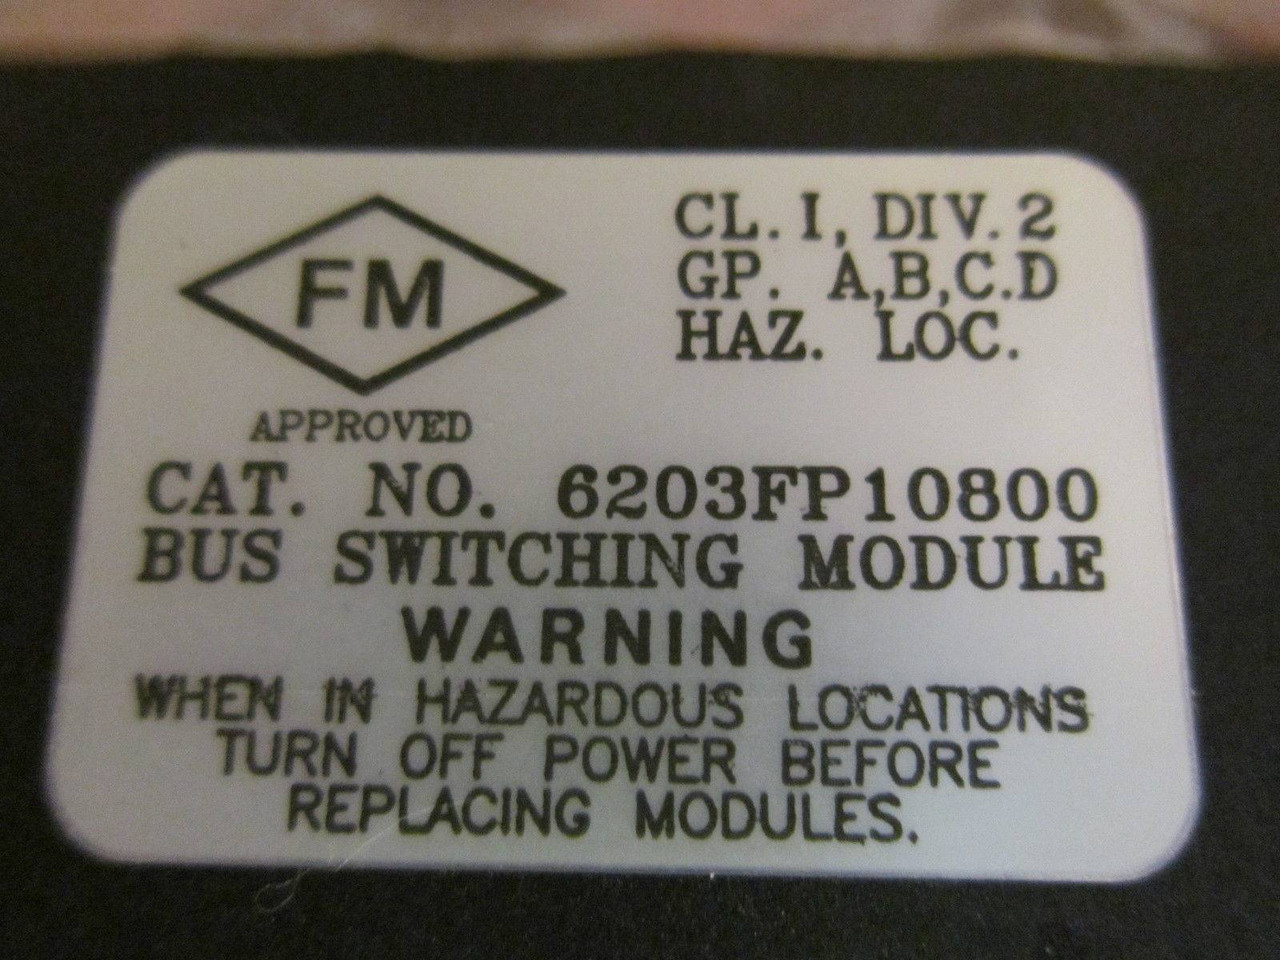 FM
APPROVED
CL. I, DIV. 2
GP. A,B,C.D
HAZ. LOC.
CAT. NO. 6203FP10800
BUS SWITCHING MODULE
WARNING
WHEN IN HAZARDOUS LOCATIONS
TURN OFF POWER BEFORE
REPLACING MODULES.